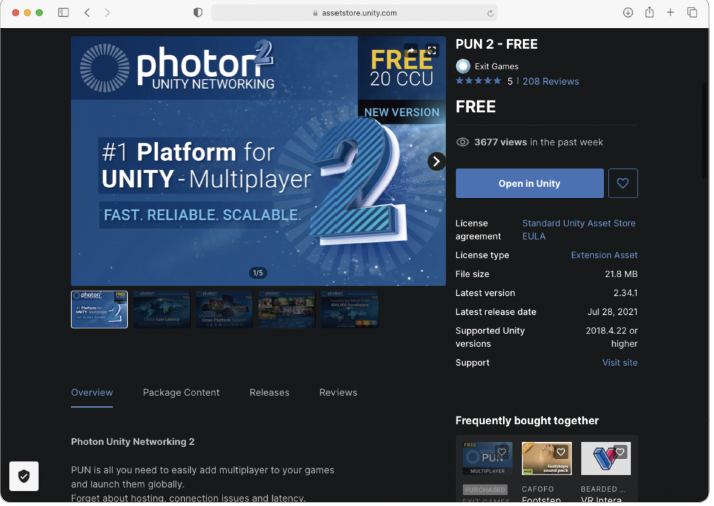 assetstore.unity.com
photon 2
UNITY NETWORKING
FREE
20 CCU
NEW VERSION
#1 Platform for
UNITY - Multiplayer
FAST. RELIABLE. SCALABLE.
2
1/5
PUN 2 - FREE
Exit Games
5 | 208 Reviews
FREE
3677 views in the past week
Open in Unity
License agreement Standard Unity Asset Store EULA
License type Extension Asset
File size 21.8 MB
Latest version 2.34.1
Latest release date Jul 28, 2021
Supported Unity versions 2018.4.22 or higher
Support Visit site
Overview Package Content Releases Reviews
Photon Unity Networking 2
PUN is all you need to easily add multiplayer to your games
and launch them globally.
Forget about hosting, connection issues and latency.
Frequently bought together
FREE
PUN
MULTIPLAYER
footsteps
sound pack
PURCHASED CAFOFO BEARDED ...
EXIT GAMES Footstep VR Intera